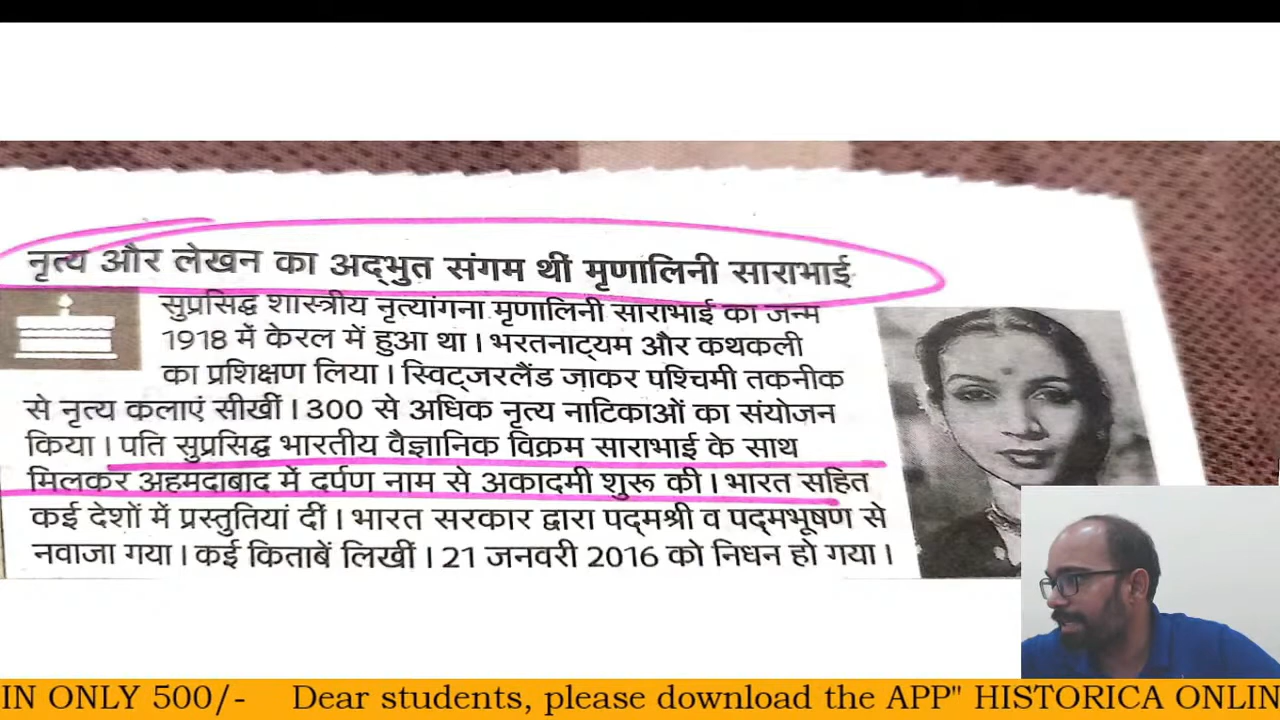 नृत्य और लेखन का अद्भुत संगम थीं मृणालिनी साराभाई
सुप्रसिद्ध शास्त्रीय नृत्यांगना मृणालिनी साराभाई का जन्म
1918 में केरल में हुआ था। भरतनाट्यम और कथकली
का प्रशिक्षण लिया। स्विट्जरलैंड जाकर पश्चिमी तकनीक
से नृत्य कलाएं सीखीं। 300 से अधिक नृत्य नाटिकाओं का संयोजन
किया। पति सुप्रसिद्ध भारतीय वैज्ञानिक विक्रम साराभाई के साथ
मिलकर अहमदाबाद में दर्पण नाम से अकादमी शुरू की। भारत सहित
कई देशों में प्रस्तुतियां दीं। भारत सरकार द्वारा पद्मश्री व पद्मभूषण से
नवाजा गया। कई किताबें लिखीं। 21 जनवरी 2016 को निधन हो गया।
IN ONLY 500/- Dear students, please download the APP" HISTORICA ONLIN